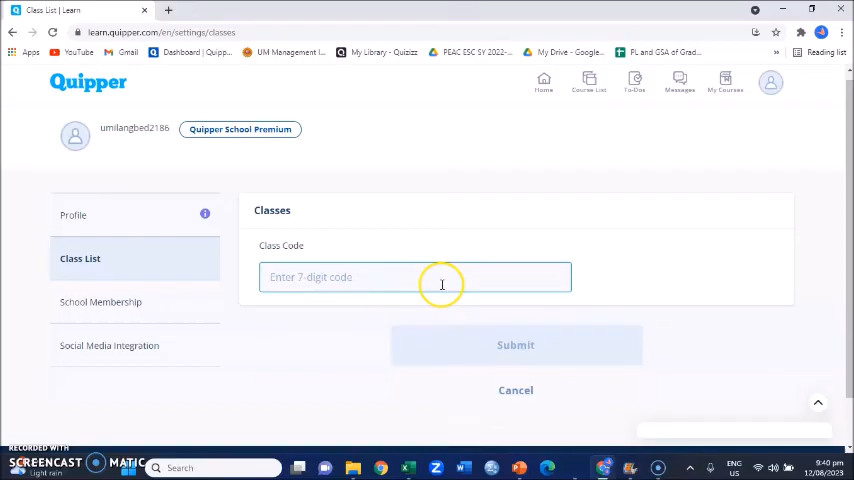 Class List | Learn
learn.quipper.com/en/settings/classes
Apps YouTube Gmail Dashboard | Quipp... UM Management I... My Library - Quizizz PEAC ESC SY 2022-... My Drive - Google... PL and GSA of Grad... » Reading list
Quipper
Home Course List To-Dos Messages My Courses
umilangbed2186 Quipper School Premium
Profile
Class List
School Membership
Social Media Integration
Classes
Class Code
Enter 7-digit code
Submit
Cancel
RECORDED WITH
SCREENCAST MATIC
Light rain
Search
ENG
US
9:40 pm
12/08/2023